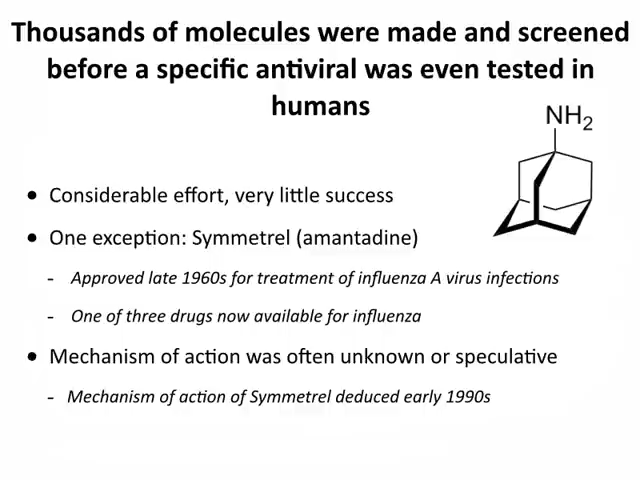 Thousands of molecules were made and screened
before a specific antiviral was even tested in
humans
NH₂
• Considerable effort, very little success
• One exception: Symmetrel (amantadine)
- Approved late 1960s for treatment of influenza A virus infections
- One of three drugs now available for influenza
• Mechanism of action was often unknown or speculative
- Mechanism of action of Symmetrel deduced early 1990s